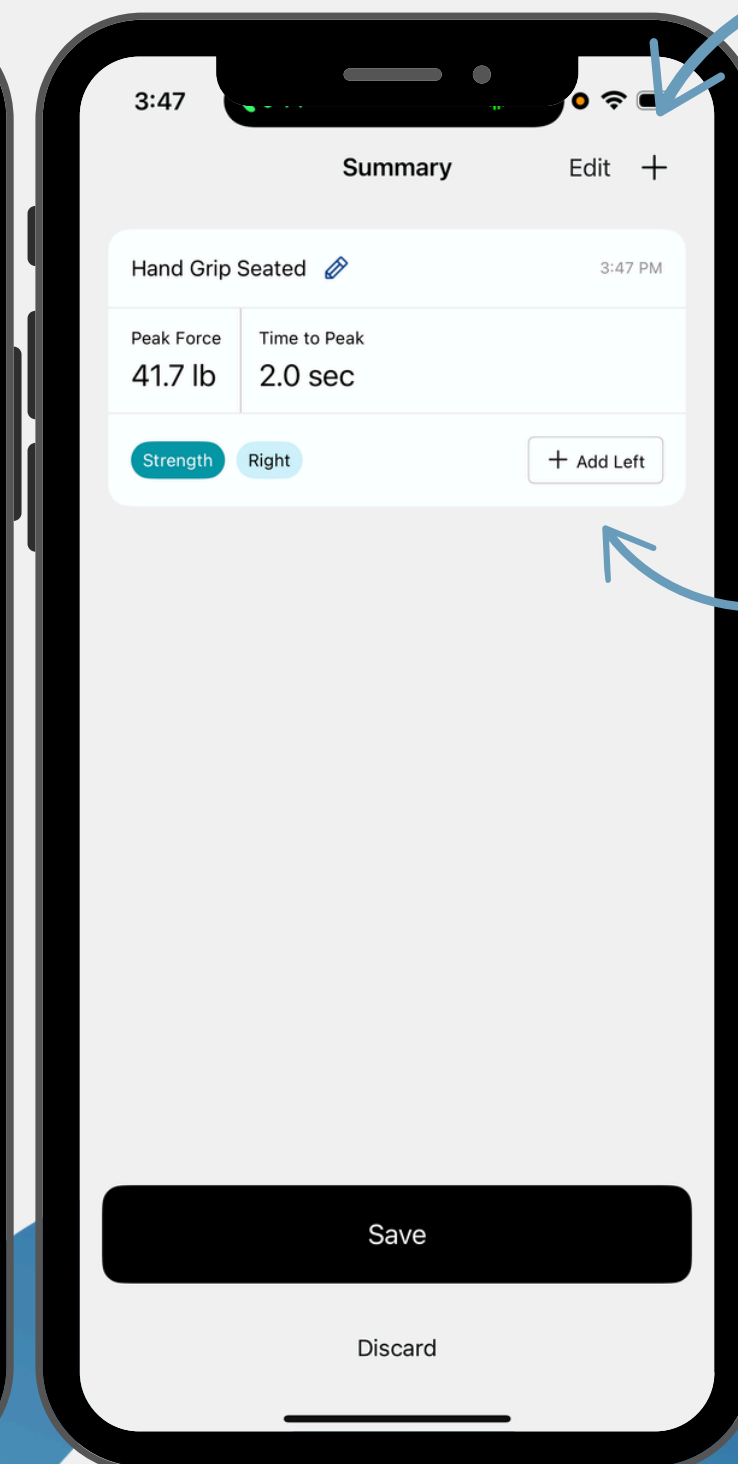 3:47
Summary Edit
Hand Grip Seated 3:47 PM
Peak Force Time to Peak
41.7 lb 2.0 sec
Strength Right + Add Left
Save
Discard